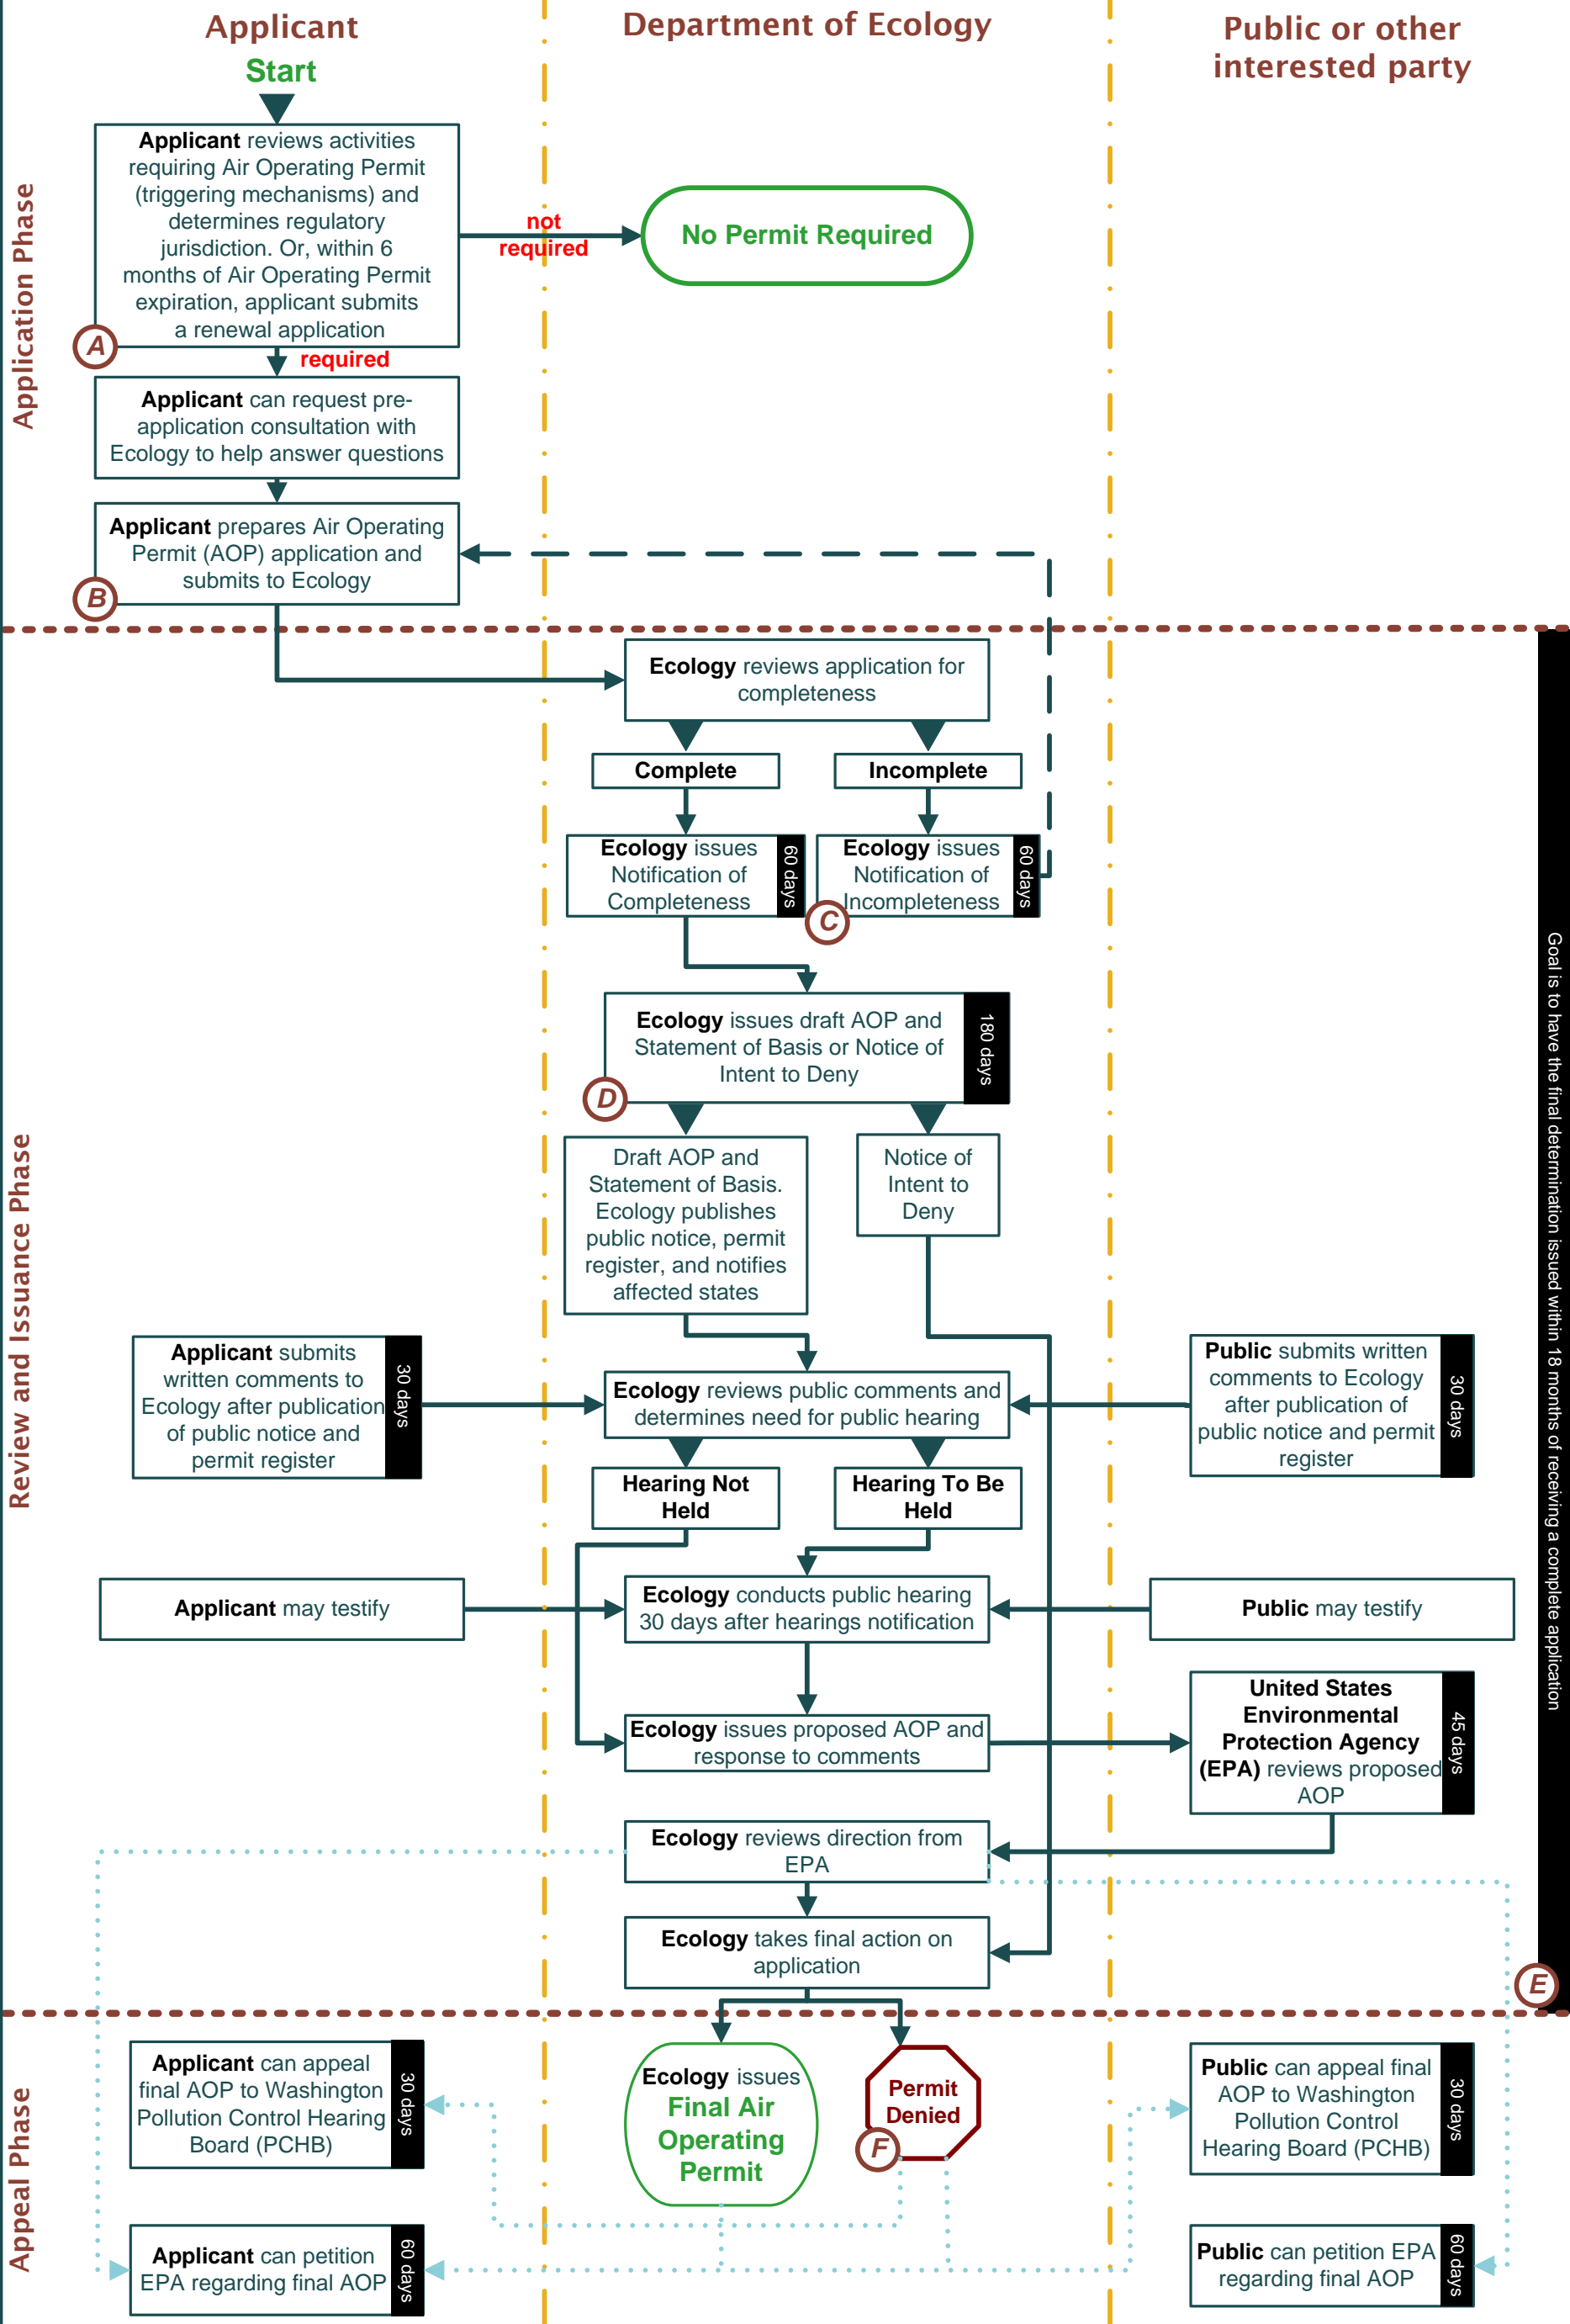 Applicant
Department of Ecology
Public or other
interested party
Start
Application Phase
Applicant reviews activities
requiring Air Operating Permit
(triggering mechanisms) and
determines regulatory
jurisdiction. Or, within 6
months of Air Operating Permit
expiration, applicant submits
a renewal application
A
not
required
No Permit Required
required
Applicant can request pre-
application consultation with
Ecology to help answer questions
Applicant prepares Air Operating
Permit (AOP) application and
submits to Ecology
B
Review and Issuance Phase
Ecology reviews application for
completeness
Complete
Incomplete
Ecology issues
Notification of
Completeness
60 days
Ecology issues
Notification of
Incompleteness
60 days
C
Ecology issues draft AOP and
Statement of Basis or Notice of
Intent to Deny
180 days
D
Draft AOP and
Statement of Basis.
Ecology publishes
public notice, permit
register, and notifies
affected states
Notice of
Intent to
Deny
Applicant submits
written comments to
Ecology after publication
of public notice and
permit register
30 days
Ecology reviews public comments and
determines need for public hearing
Public submits written
comments to Ecology
after publication of
public notice and permit
register
30 days
Hearing Not
Held
Hearing To Be
Held
Applicant may testify
Ecology conducts public hearing
30 days after hearings notification
Public may testify
Ecology issues proposed AOP and
response to comments
United States
Environmental
Protection Agency
(EPA) reviews proposed
AOP
45 days
Ecology reviews direction from
EPA
Ecology takes final action on
application
Goal is to have the final determination issued within 18 months of receiving a complete application
E
Appeal Phase
Applicant can appeal
final AOP to Washington
Pollution Control Hearing
Board (PCHB)
30 days
Ecology issues
Final Air
Operating
Permit
Permit
Denied
F
Public can appeal final
AOP to Washington
Pollution Control
Hearing Board (PCHB)
30 days
Applicant can petition
EPA regarding final AOP
60 days
Public can petition EPA
regarding final AOP
60 days